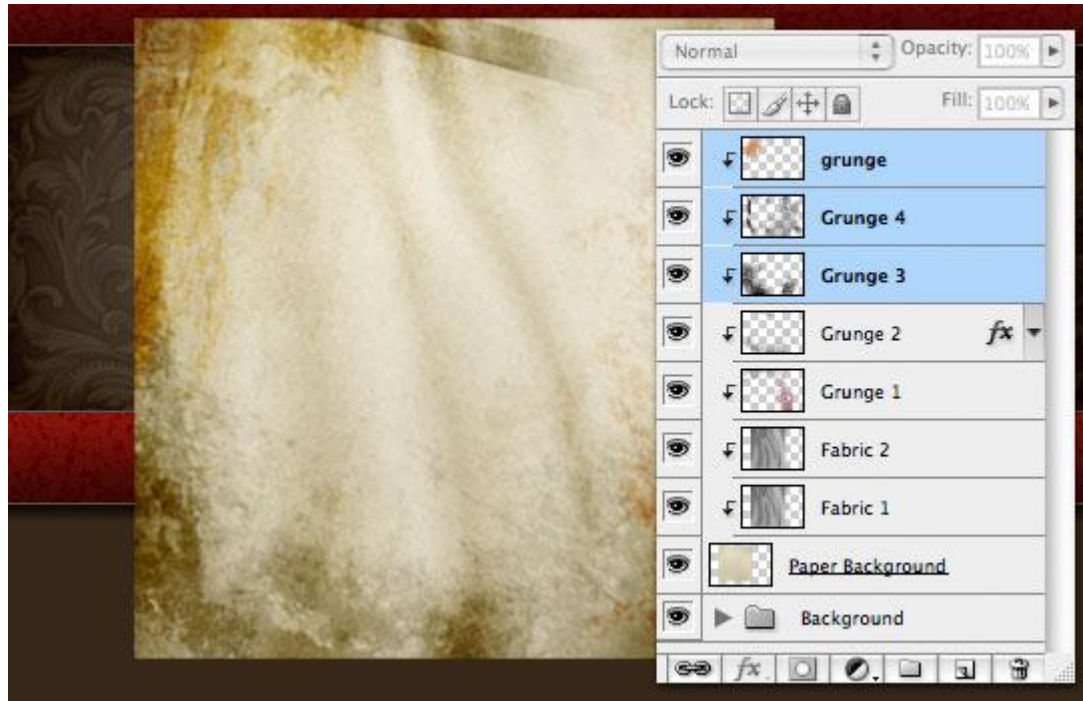 Normal Opacity: 100%
Lock: Fill: 100%
grunge
Grunge 4
Grunge 3
Grunge 2 fx
Grunge 1
Fabric 2
Fabric 1
Paper Background
Background
fx.